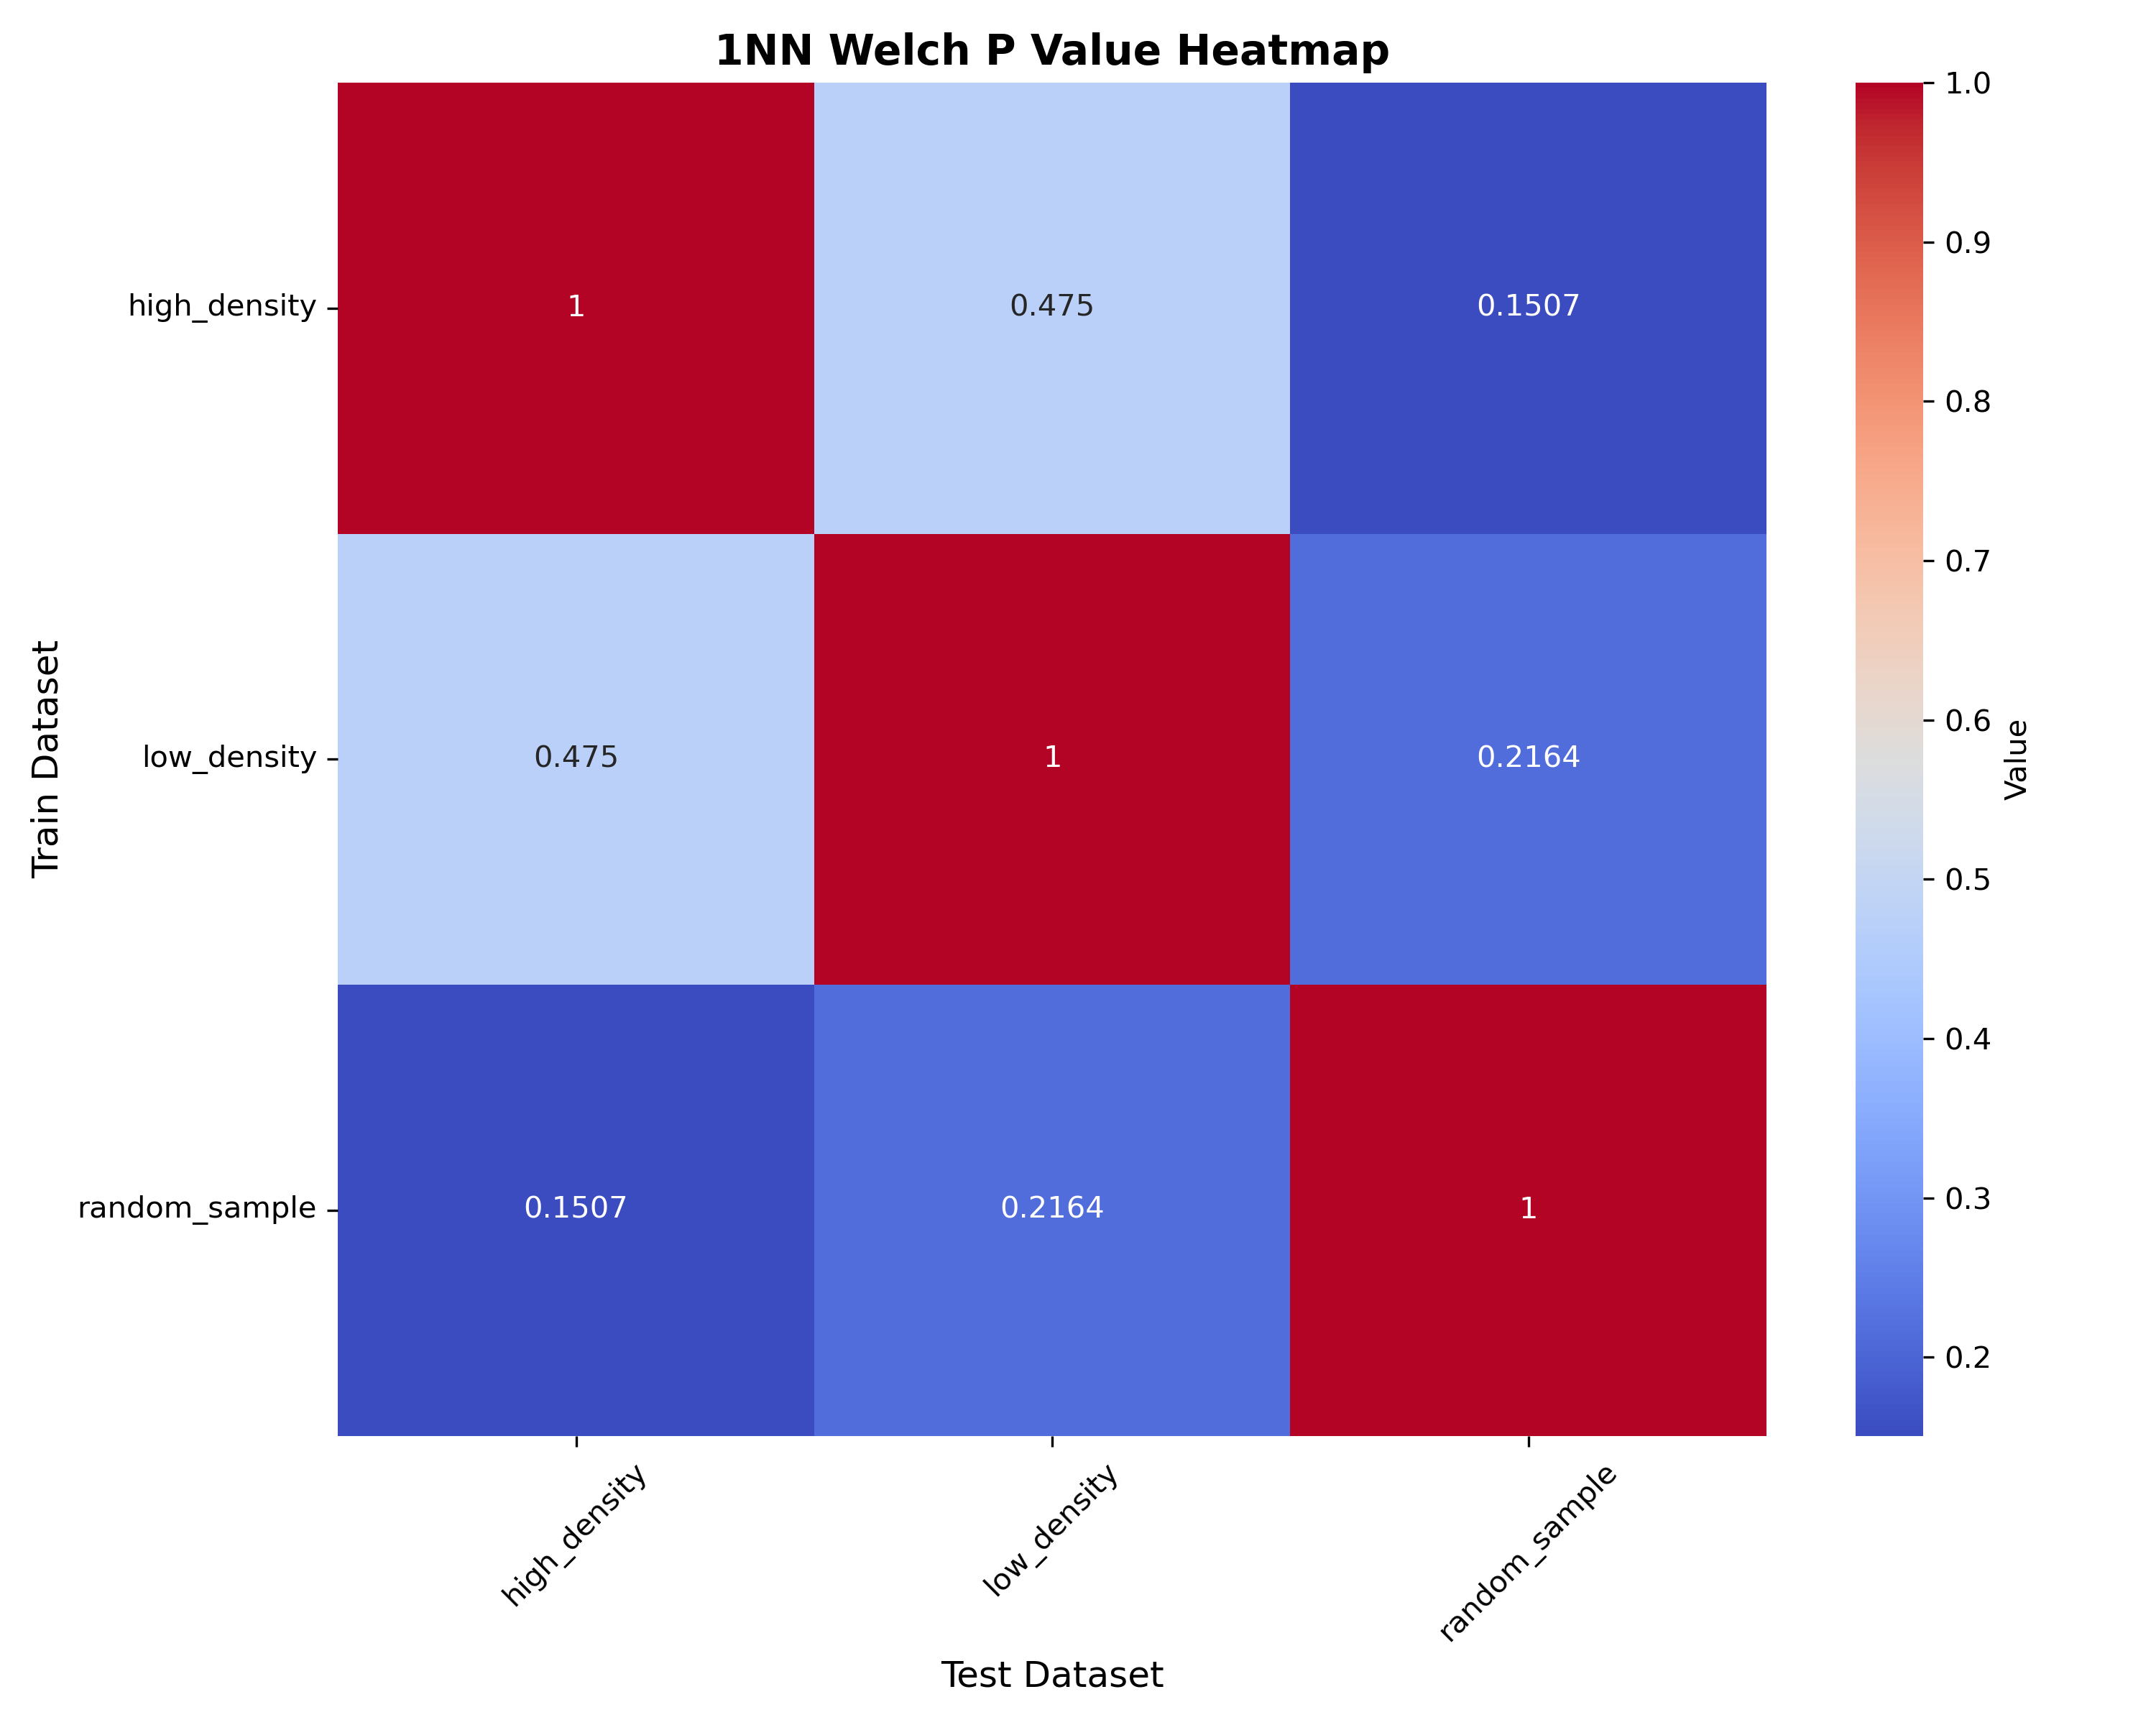 1NN Welch P Value Heatmap
Train Dataset
high_density
1
0.475
0.1507
low_density
0.475
1
0.2164
random_sample
0.1507
0.2164
1
high_density
low_density
random_sample
Test Dataset
1.0
0.9
0.8
0.7
0.6
0.5
0.4
0.3
0.2
Value